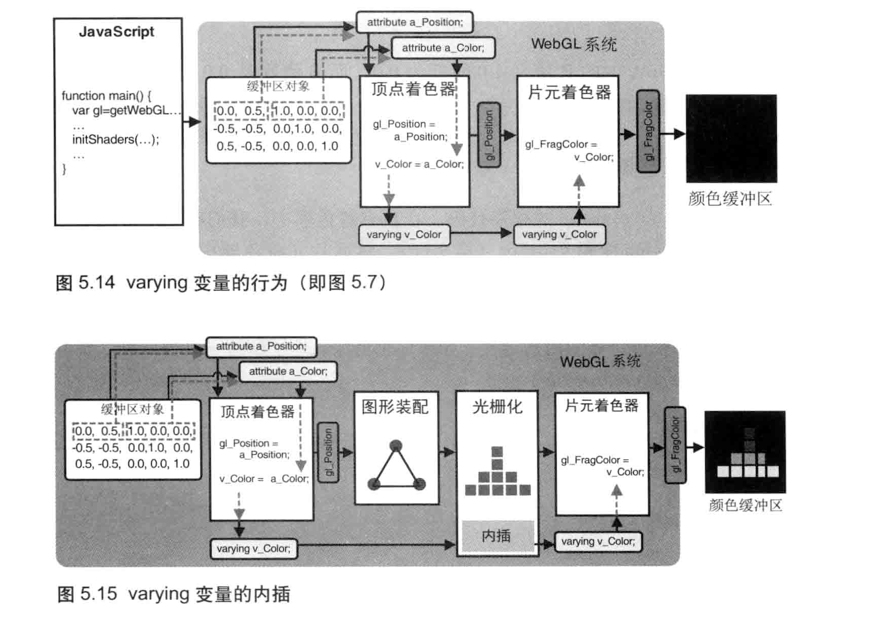 JavaScript
function main() {
var gl=getWebGL...
...
initShaders(...);
...
}
attribute a_Position;
attribute a_Color;
WebGL 系统
缓冲区对象
0.0, 0.5, 1.0, 0.0, 0.0,
-0.5, -0.5, 0.0,1.0, 0.0,
0.5, -0.5, 0.0, 0.0, 1.0
顶点着色器
gl_Position =
a_Position;
v_Color = a_Color;
gl_Position
片元着色器
gl_FragColor =
v_Color;
gl_FragColor
颜色缓冲区
varying v_Color
varying v_Color
图 5.14 varying 变量的行为（即图 5.7）
attribute a_Position;
attribute a_Color;
WebGL 系统
缓冲区对象
0.0, 0.5, 1.0, 0.0, 0.0,
-0.5, -0.5, 0.0,1.0, 0.0,
0.5, -0.5, 0.0, 0.0, 1.0
顶点着色器
gl_Position =
a_Position;
v_Color = a_Color;
gl_Position
图形装配
光栅化
内插
片元着色器
gl_FragColor =
v_Color;
gl_FragColor
颜色缓冲区
varying v_Color;
varying v_Color;
图 5.15 varying 变量的内插